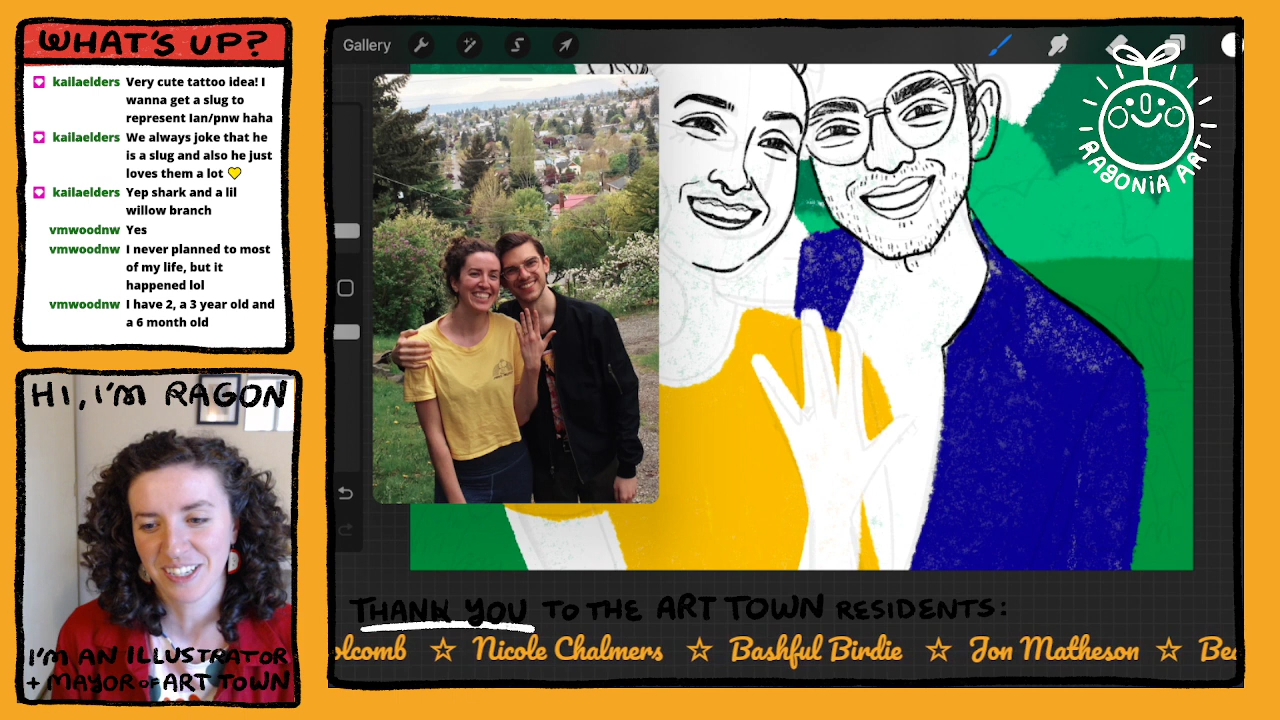 WHAT'S UP?
kailaelders Very cute tattoo idea! I
wanna get a slug to
represent Ian/pnw haha
kailaelders We always joke that he
is a slug and also he just
loves them a lot 💛
kailaelders Yep shark and a lil
willow branch
vmwoodnw Yes
vmwoodnw I never planned to most
of my life, but it
happened lol
vmwoodnw I have 2, a 3 year old and
a 6 month old
HI, I'M RAGON
I'M AN ILLUSTRATOR
+ MAYOR OF ART TOWN
Gallery
RAGONIA ART
THANK YOU TO THE ART TOWN RESIDENTS:
olcomb ☆ Nicole Chalmers ☆ Bashful Birdie ☆ Jon Matheson ☆ Be